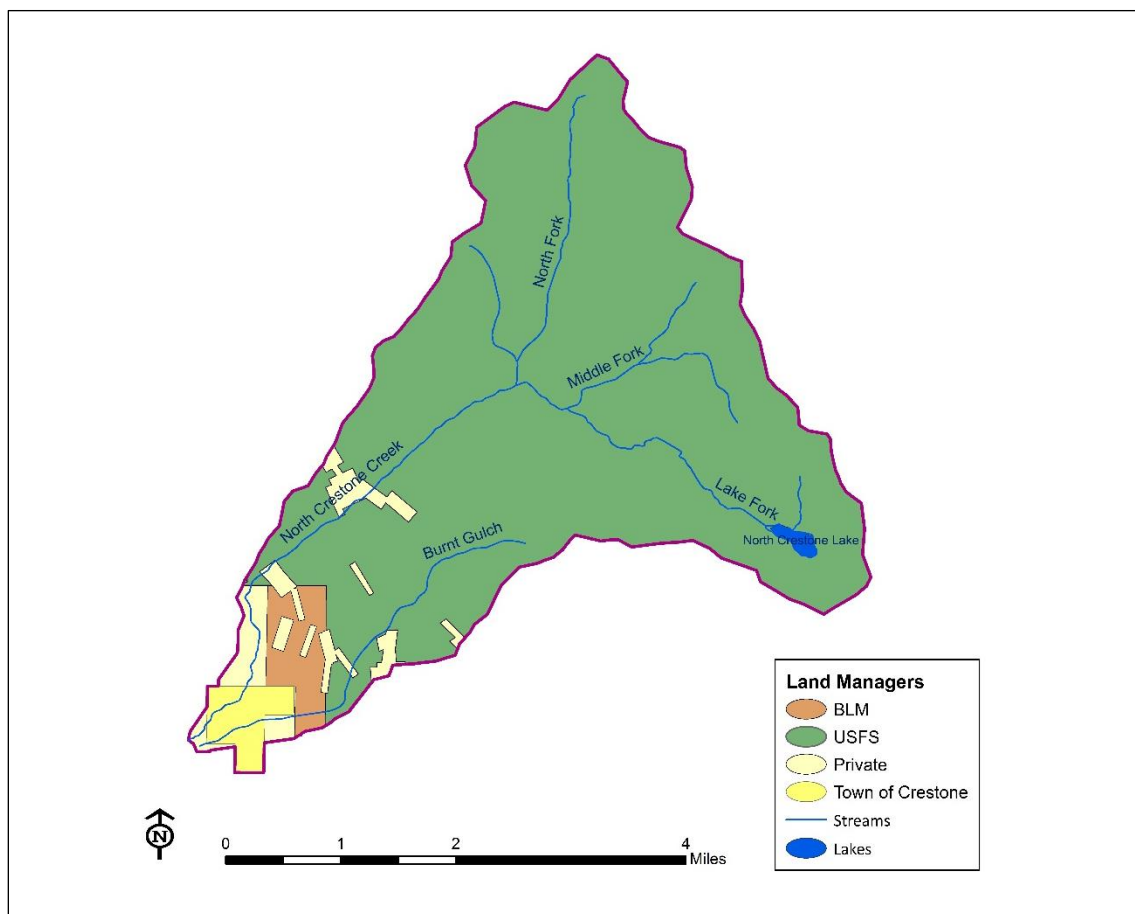 North Fork
Middle Fork
North Crestone Creek
Lake Fork
North Crestone Lake
Burnt Gulch
Land Managers
BLM
USFS
Private
Town of Crestone
Streams
Lakes
N
0 1 2 4
Miles